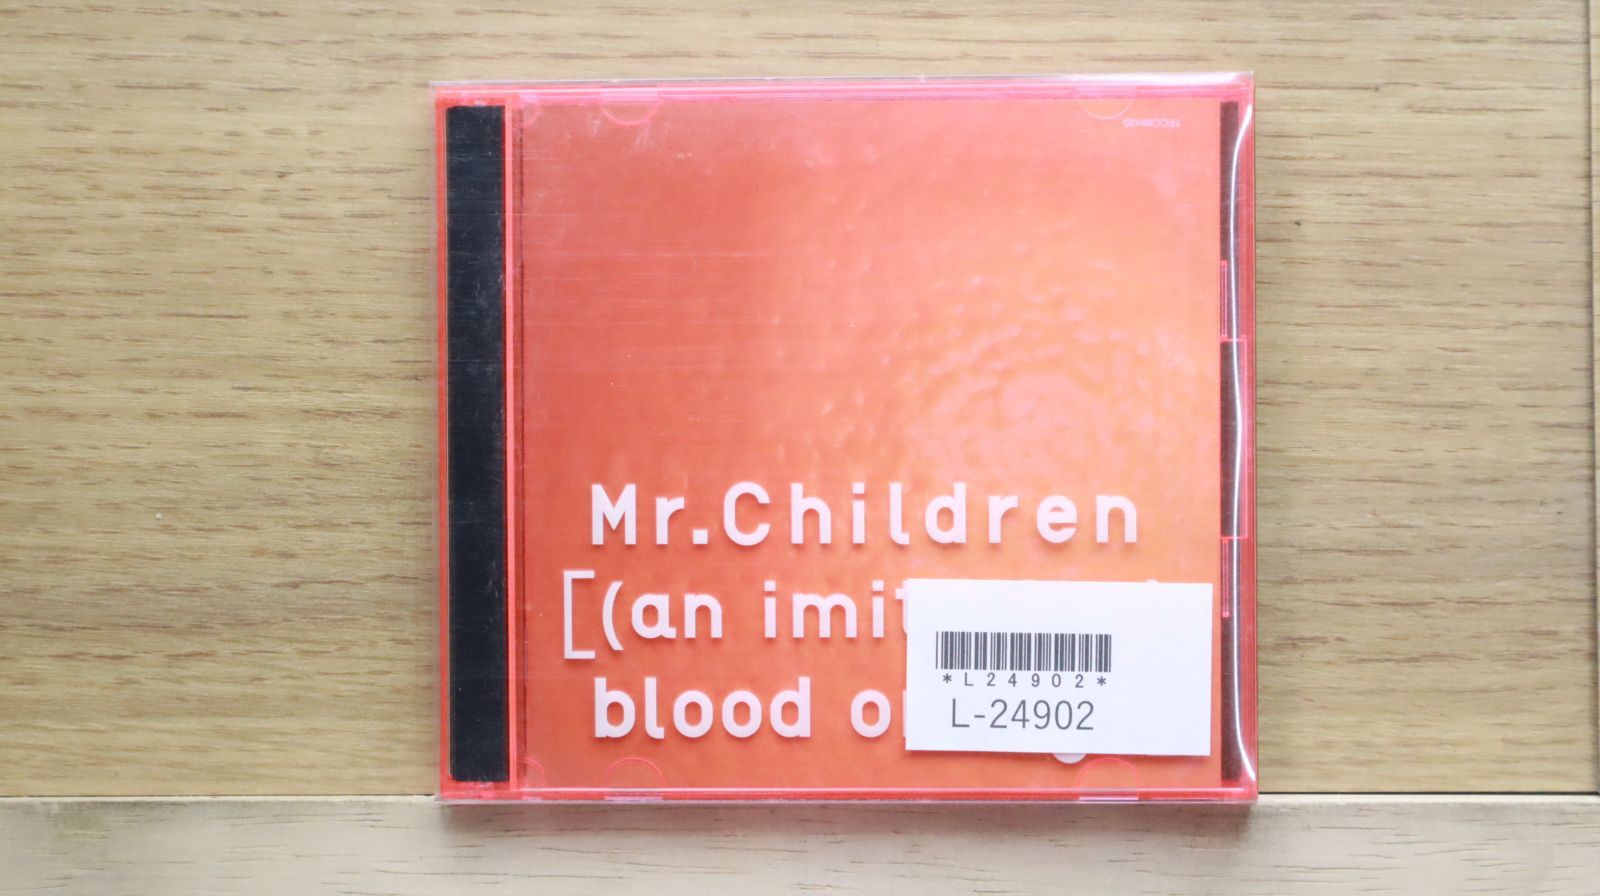 Mr.Children
[(an imit
blood o
*L24902*
L-24902